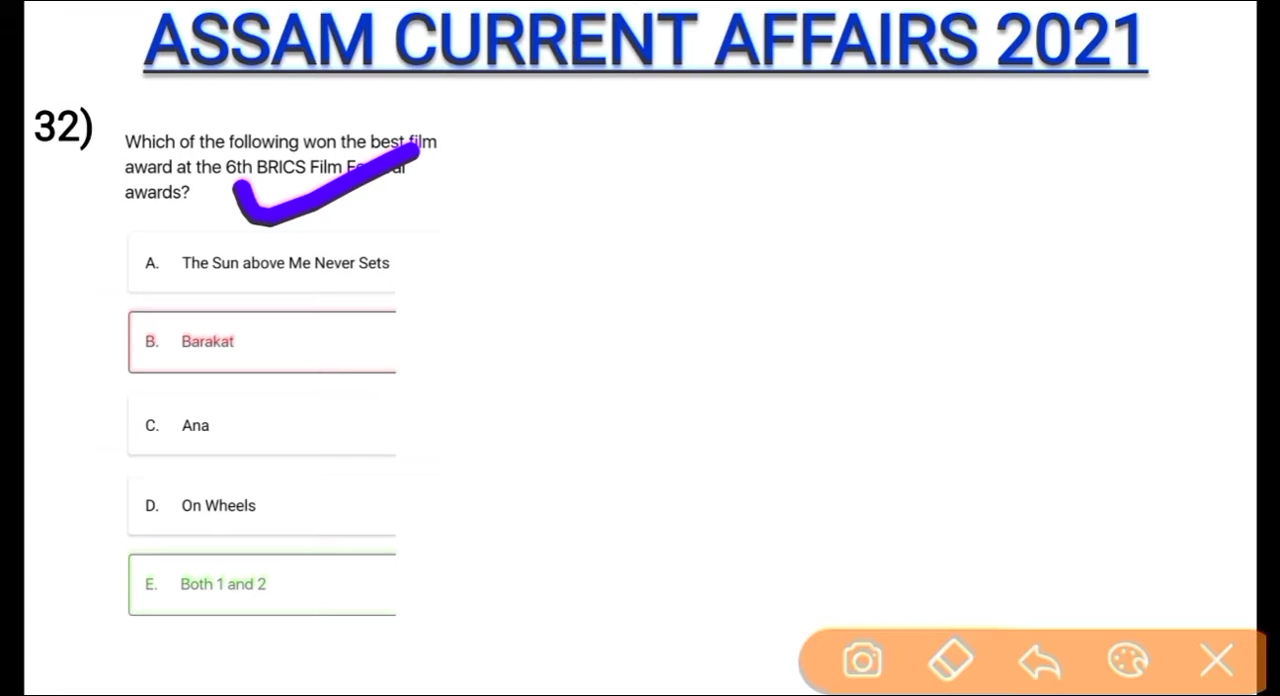 ASSAM CURRENT AFFAIRS 2021
32)
Which of the following won the best film
award at the 6th BRICS Film
awards?
A. The Sun above Me Never Sets
B. Barakat
C. Ana
D. On Wheels
E. Both 1 and 2